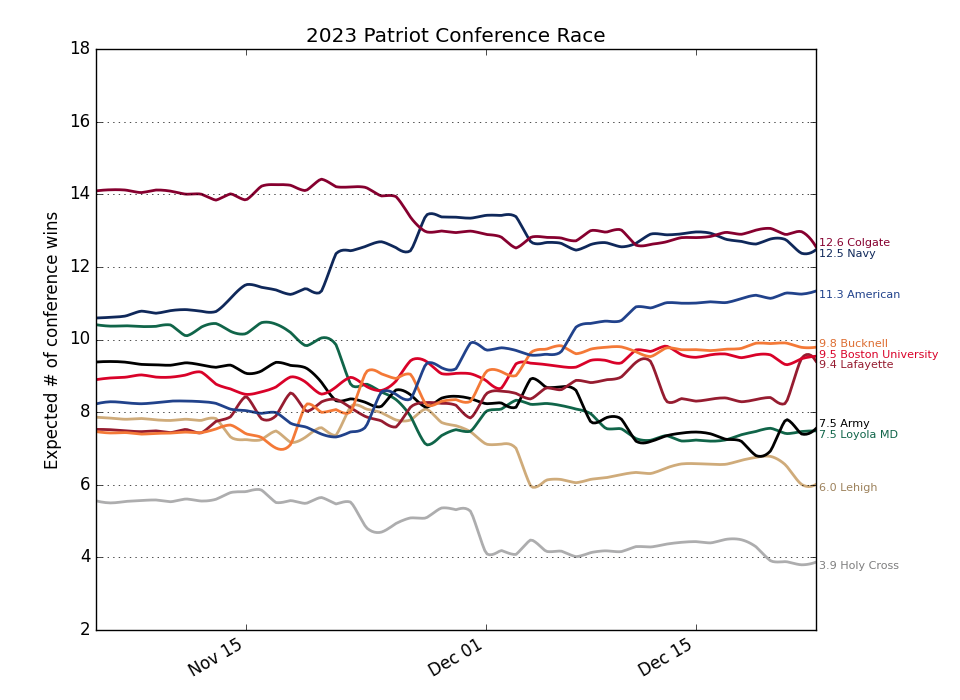 2023 Patriot Conference Race
Expected # of conference wins
18
16
14
12
10
8
6
4
2
12.6 Colgate
12.5 Navy
11.3 American
9.8 Bucknell
9.5 Boston University
9.4 Lafayette
7.5 Army
7.5 Loyola MD
6.0 Lehigh
3.9 Holy Cross
Nov 15
Dec 01
Dec 15